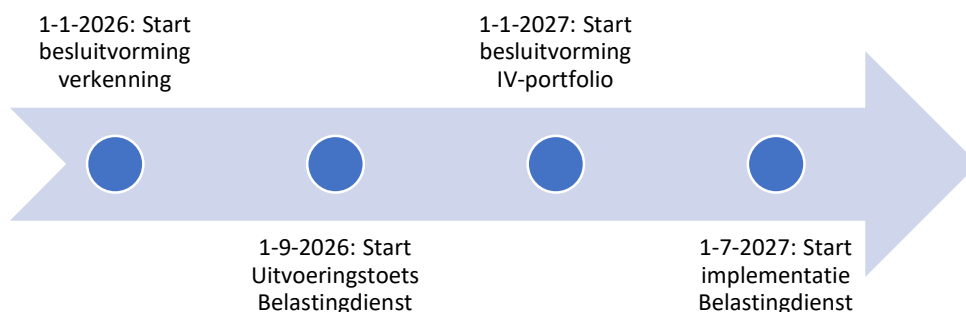 1-1-2026: Start
besluitvorming
verkenning
1-9-2026: Start
Uitvoeringstoets
Belastingdienst
1-1-2027: Start
besluitvorming
IV-portfolio
1-7-2027: Start
implementatie
Belastingdienst